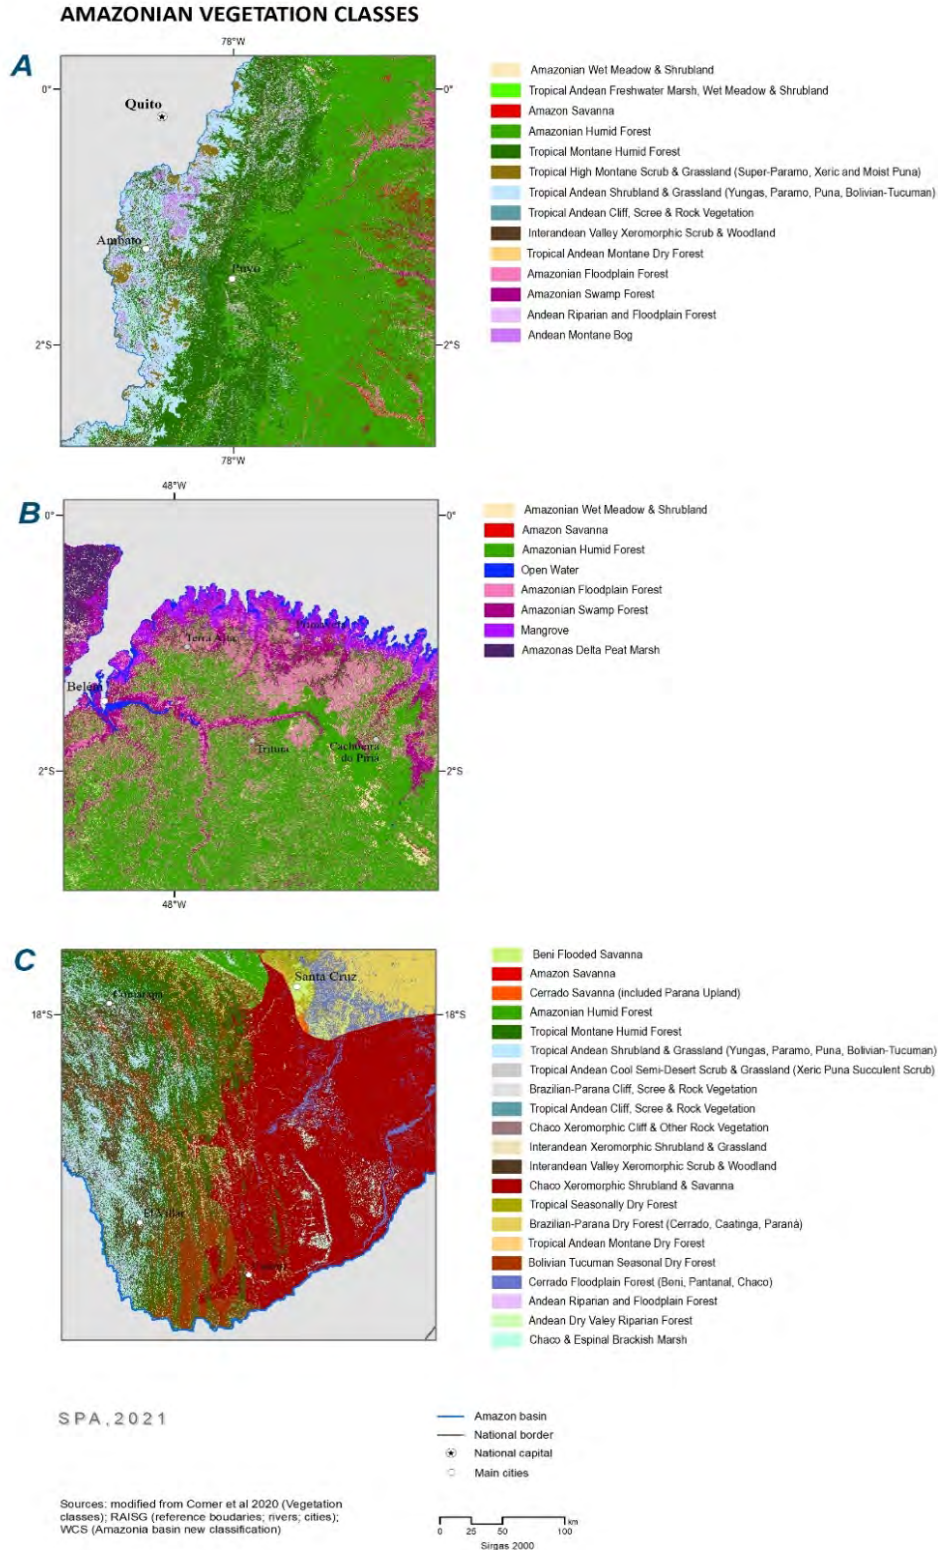 AMAZONIAN VEGETATION CLASSES
A
78°W
0°
0°
Quito
Ambato
Puyo
2°S
2°S
78°W
Amazonian Wet Meadow & Shrubland
Tropical Andean Freshwater Marsh, Wet Meadow & Shrubland
Amazon Savanna
Amazonian Humid Forest
Tropical Montane Humid Forest
Tropical High Montane Scrub & Grassland (Super-Paramo, Xeric and Moist Puna)
Tropical Andean Shrubland & Grassland (Yungas, Paramo, Puna, Bolivian-Tucuman)
Tropical Andean Cliff, Scree & Rock Vegetation
Interandean Valley Xeromorphic Scrub & Woodland
Tropical Andean Montane Dry Forest
Amazonian Floodplain Forest
Amazonian Swamp Forest
Andean Riparian and Floodplain Forest
Andean Montane Bog
B
48°W
0°
0°
Terra Alta
Primavera
Belém
Cachoeira
do Piria
2°S
2°S
48°W
Amazonian Wet Meadow & Shrubland
Amazon Savanna
Amazonian Humid Forest
Open Water
Amazonian Floodplain Forest
Amazonian Swamp Forest
Mangrove
Amazonas Delta Peat Marsh
C
Santa Cruz
Comarapa
18°S
18°S
El Villar
Beni Flooded Savanna
Amazon Savanna
Cerrado Savanna (included Parana Upland)
Amazonian Humid Forest
Tropical Montane Humid Forest
Tropical Andean Shrubland & Grassland (Yungas, Paramo, Puna, Bolivian-Tucuman)
Tropical Andean Cool Semi-Desert Scrub & Grassland (Xeric Puna Succulent Scrub)
Brazilian-Parana Cliff, Scree & Rock Vegetation
Tropical Andean Cliff, Scree & Rock Vegetation
Chaco Xeromorphic Cliff & Other Rock Vegetation
Interandean Xeromorphic Shrubland & Grassland
Interandean Valley Xeromorphic Scrub & Woodland
Chaco Xeromorphic Shrubland & Savanna
Tropical Seasonally Dry Forest
Brazilian-Parana Dry Forest (Cerrado, Caatinga, Paraná)
Tropical Andean Montane Dry Forest
Bolivian Tucuman Seasonal Dry Forest
Cerrado Floodplain Forest (Beni, Pantanal, Chaco)
Andean Riparian and Floodplain Forest
Andean Dry Valey Riparian Forest
Chaco & Espinal Brackish Marsh
SPA, 2021
Amazon basin
National border
National capital
Main cities
Sources: modified from Comer et al 2020 (Vegetation
classes); RAISG (reference boudaries; rivers; cities);
WCS (Amazonia basin new classification)
km
0 25 50 100
Sirgas 2000